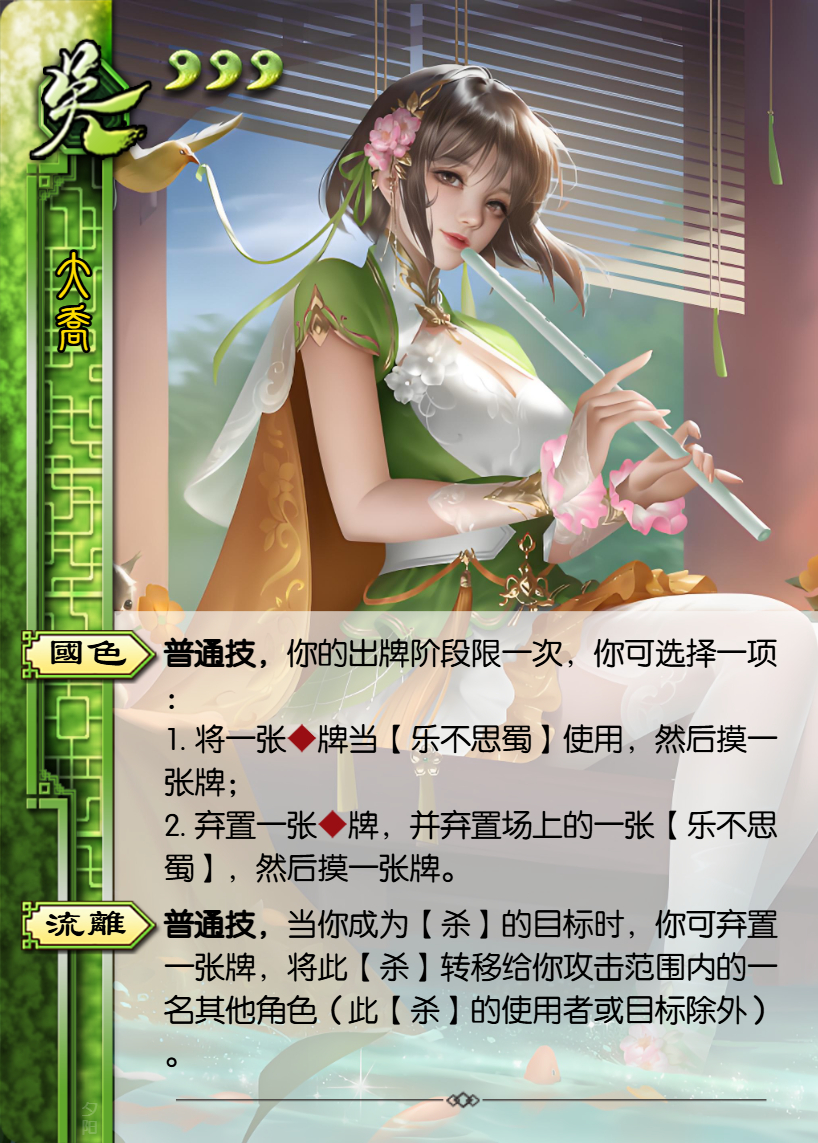 吴
大喬
國色
普通技，你的出牌阶段限一次，你可选择一项
：
1. 将一张◆牌当【乐不思蜀】使用，然后摸一
张牌；
2. 弃置一张◆牌，并弃置场上的一张【乐不思
蜀】，然后摸一张牌。
流離
普通技，当你成为【杀】的目标时，你可弃置
一张牌，将此【杀】转移给你攻击范围内的一
名其他角色（此【杀】的使用者或目标除外）
。
夕阳